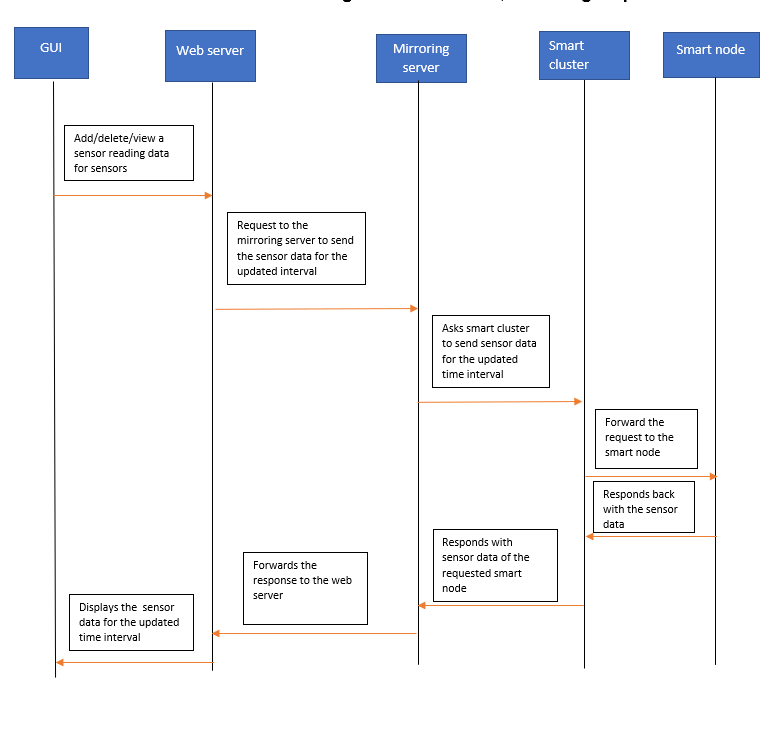 GUI
Web server
Mirroring
server
Smart
cluster
Smart node
Add/delete/view a
sensor reading data
for sensors
Request to the
mirroring server to send
the sensor data for the
updated interval
Asks smart cluster
to send sensor data
for the updated
time interval
Forward the
request to the
smart node
Responds back
with the sensor
data
Responds with
sensor data of the
requested smart
node
Forwards the
response to the web
server
Displays the sensor
data for the updated
time interval